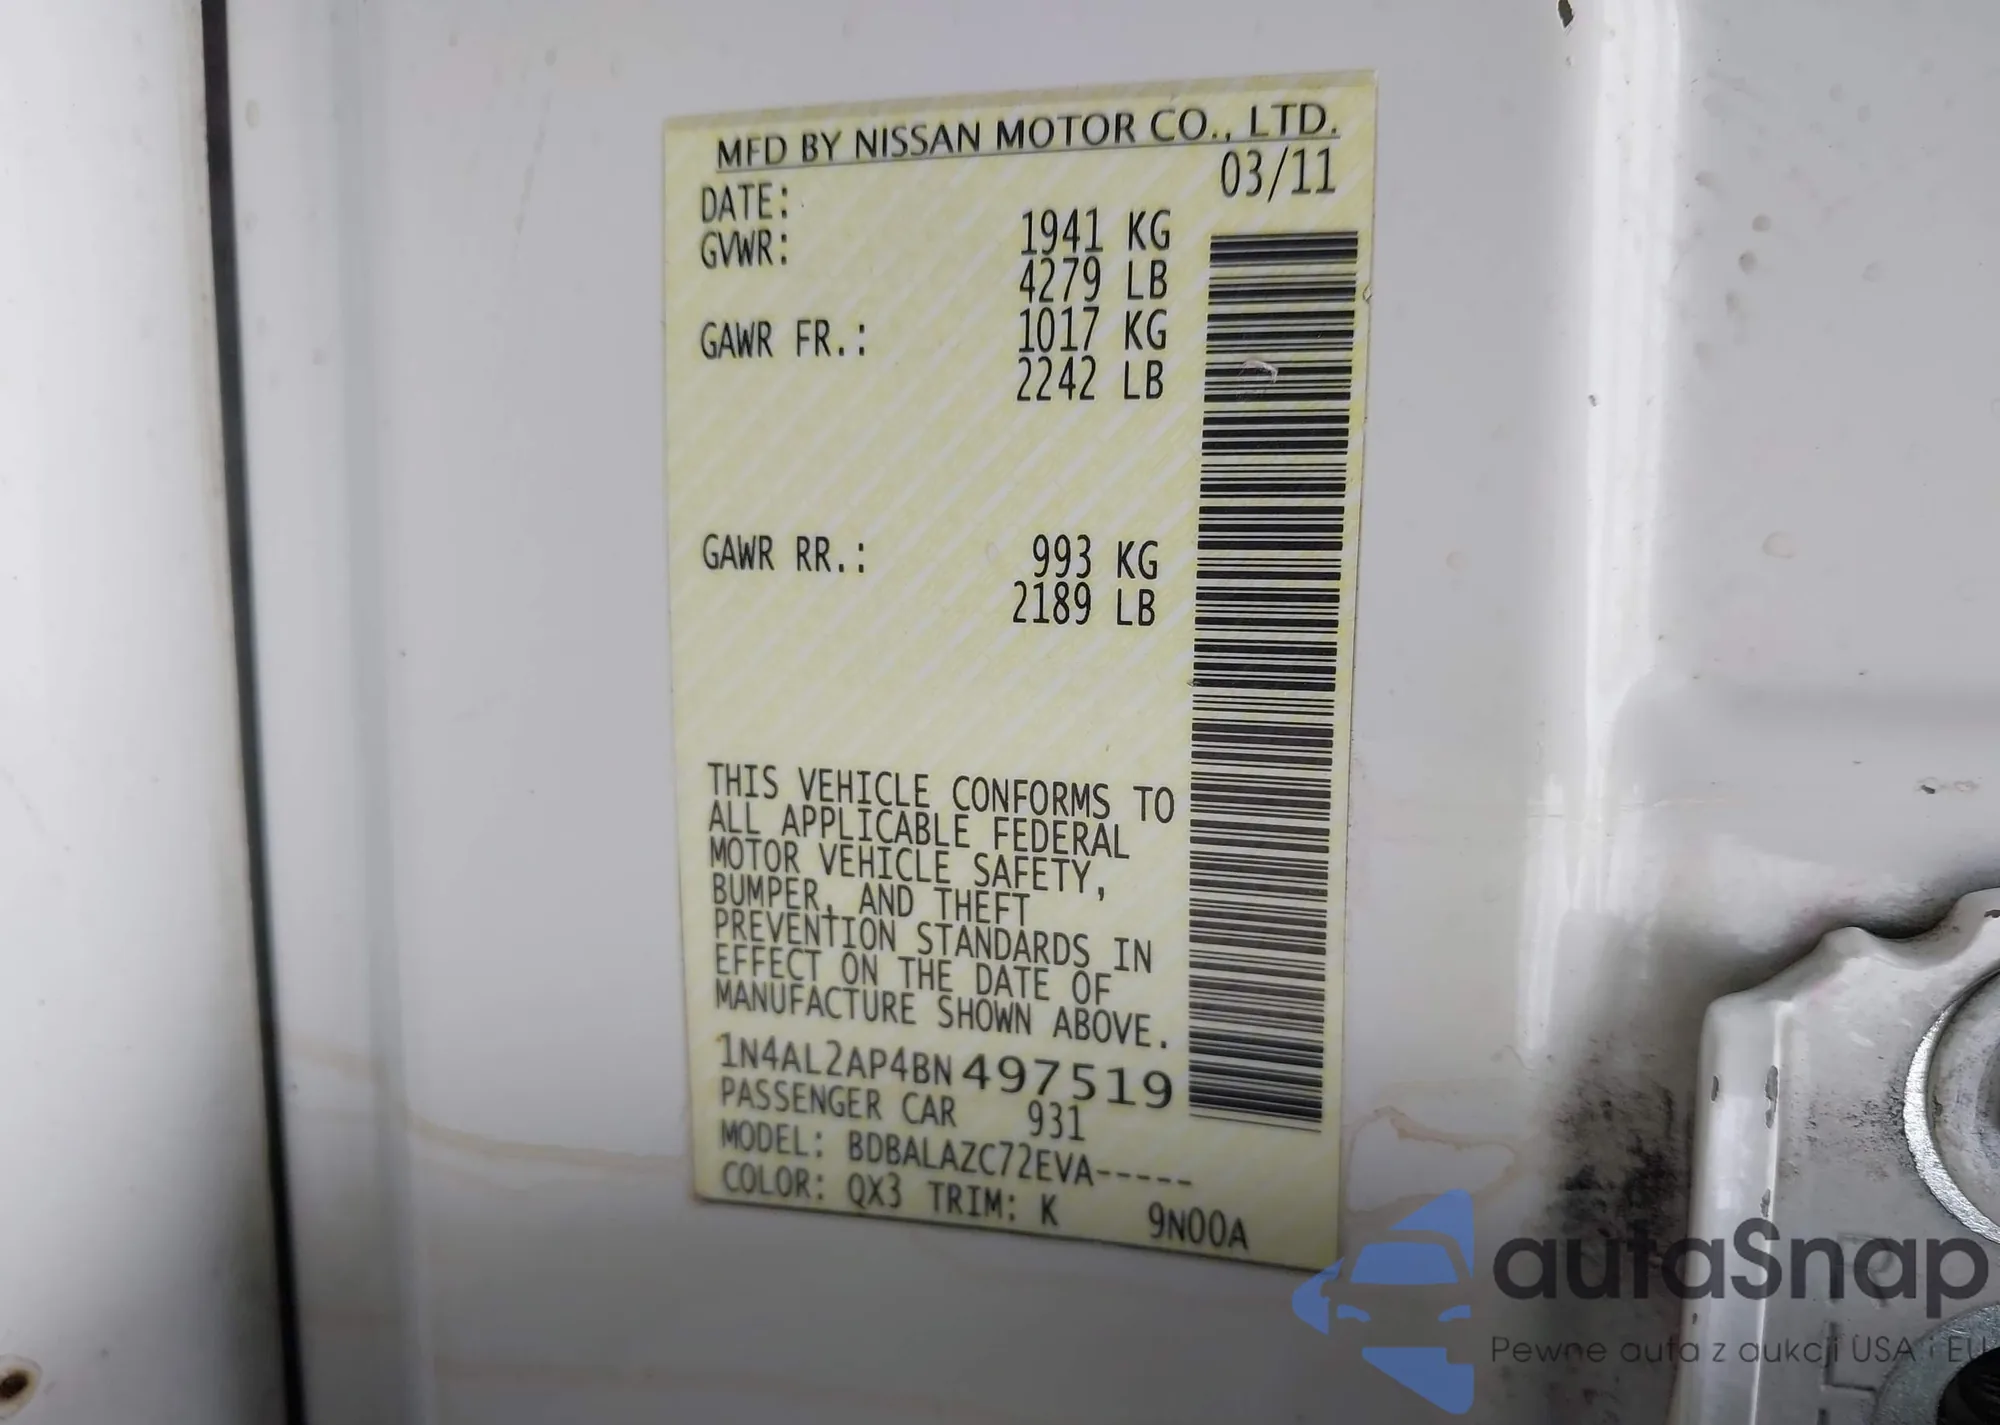 MFD BY NISSAN MOTOR CO., LTD.
DATE: 03/11
GVWR: 1941 KG
4279 LB
GAWR FR.: 1017 KG
2242 LB
GAWR RR.: 993 KG
2189 LB
THIS VEHICLE CONFORMS TO
ALL APPLICABLE FEDERAL
MOTOR VEHICLE SAFETY,
BUMPER, AND THEFT
PREVENTION STANDARDS IN
EFFECT ON THE DATE OF
MANUFACTURE SHOWN ABOVE.
1N4AL2AP4BN497519
PASSENGER CAR 931
MODEL: BDBALAZC72EVA-----
COLOR: QX3 TRIM: K 9N00A
autaSnap
Pewne auta z aukcji USA i EU